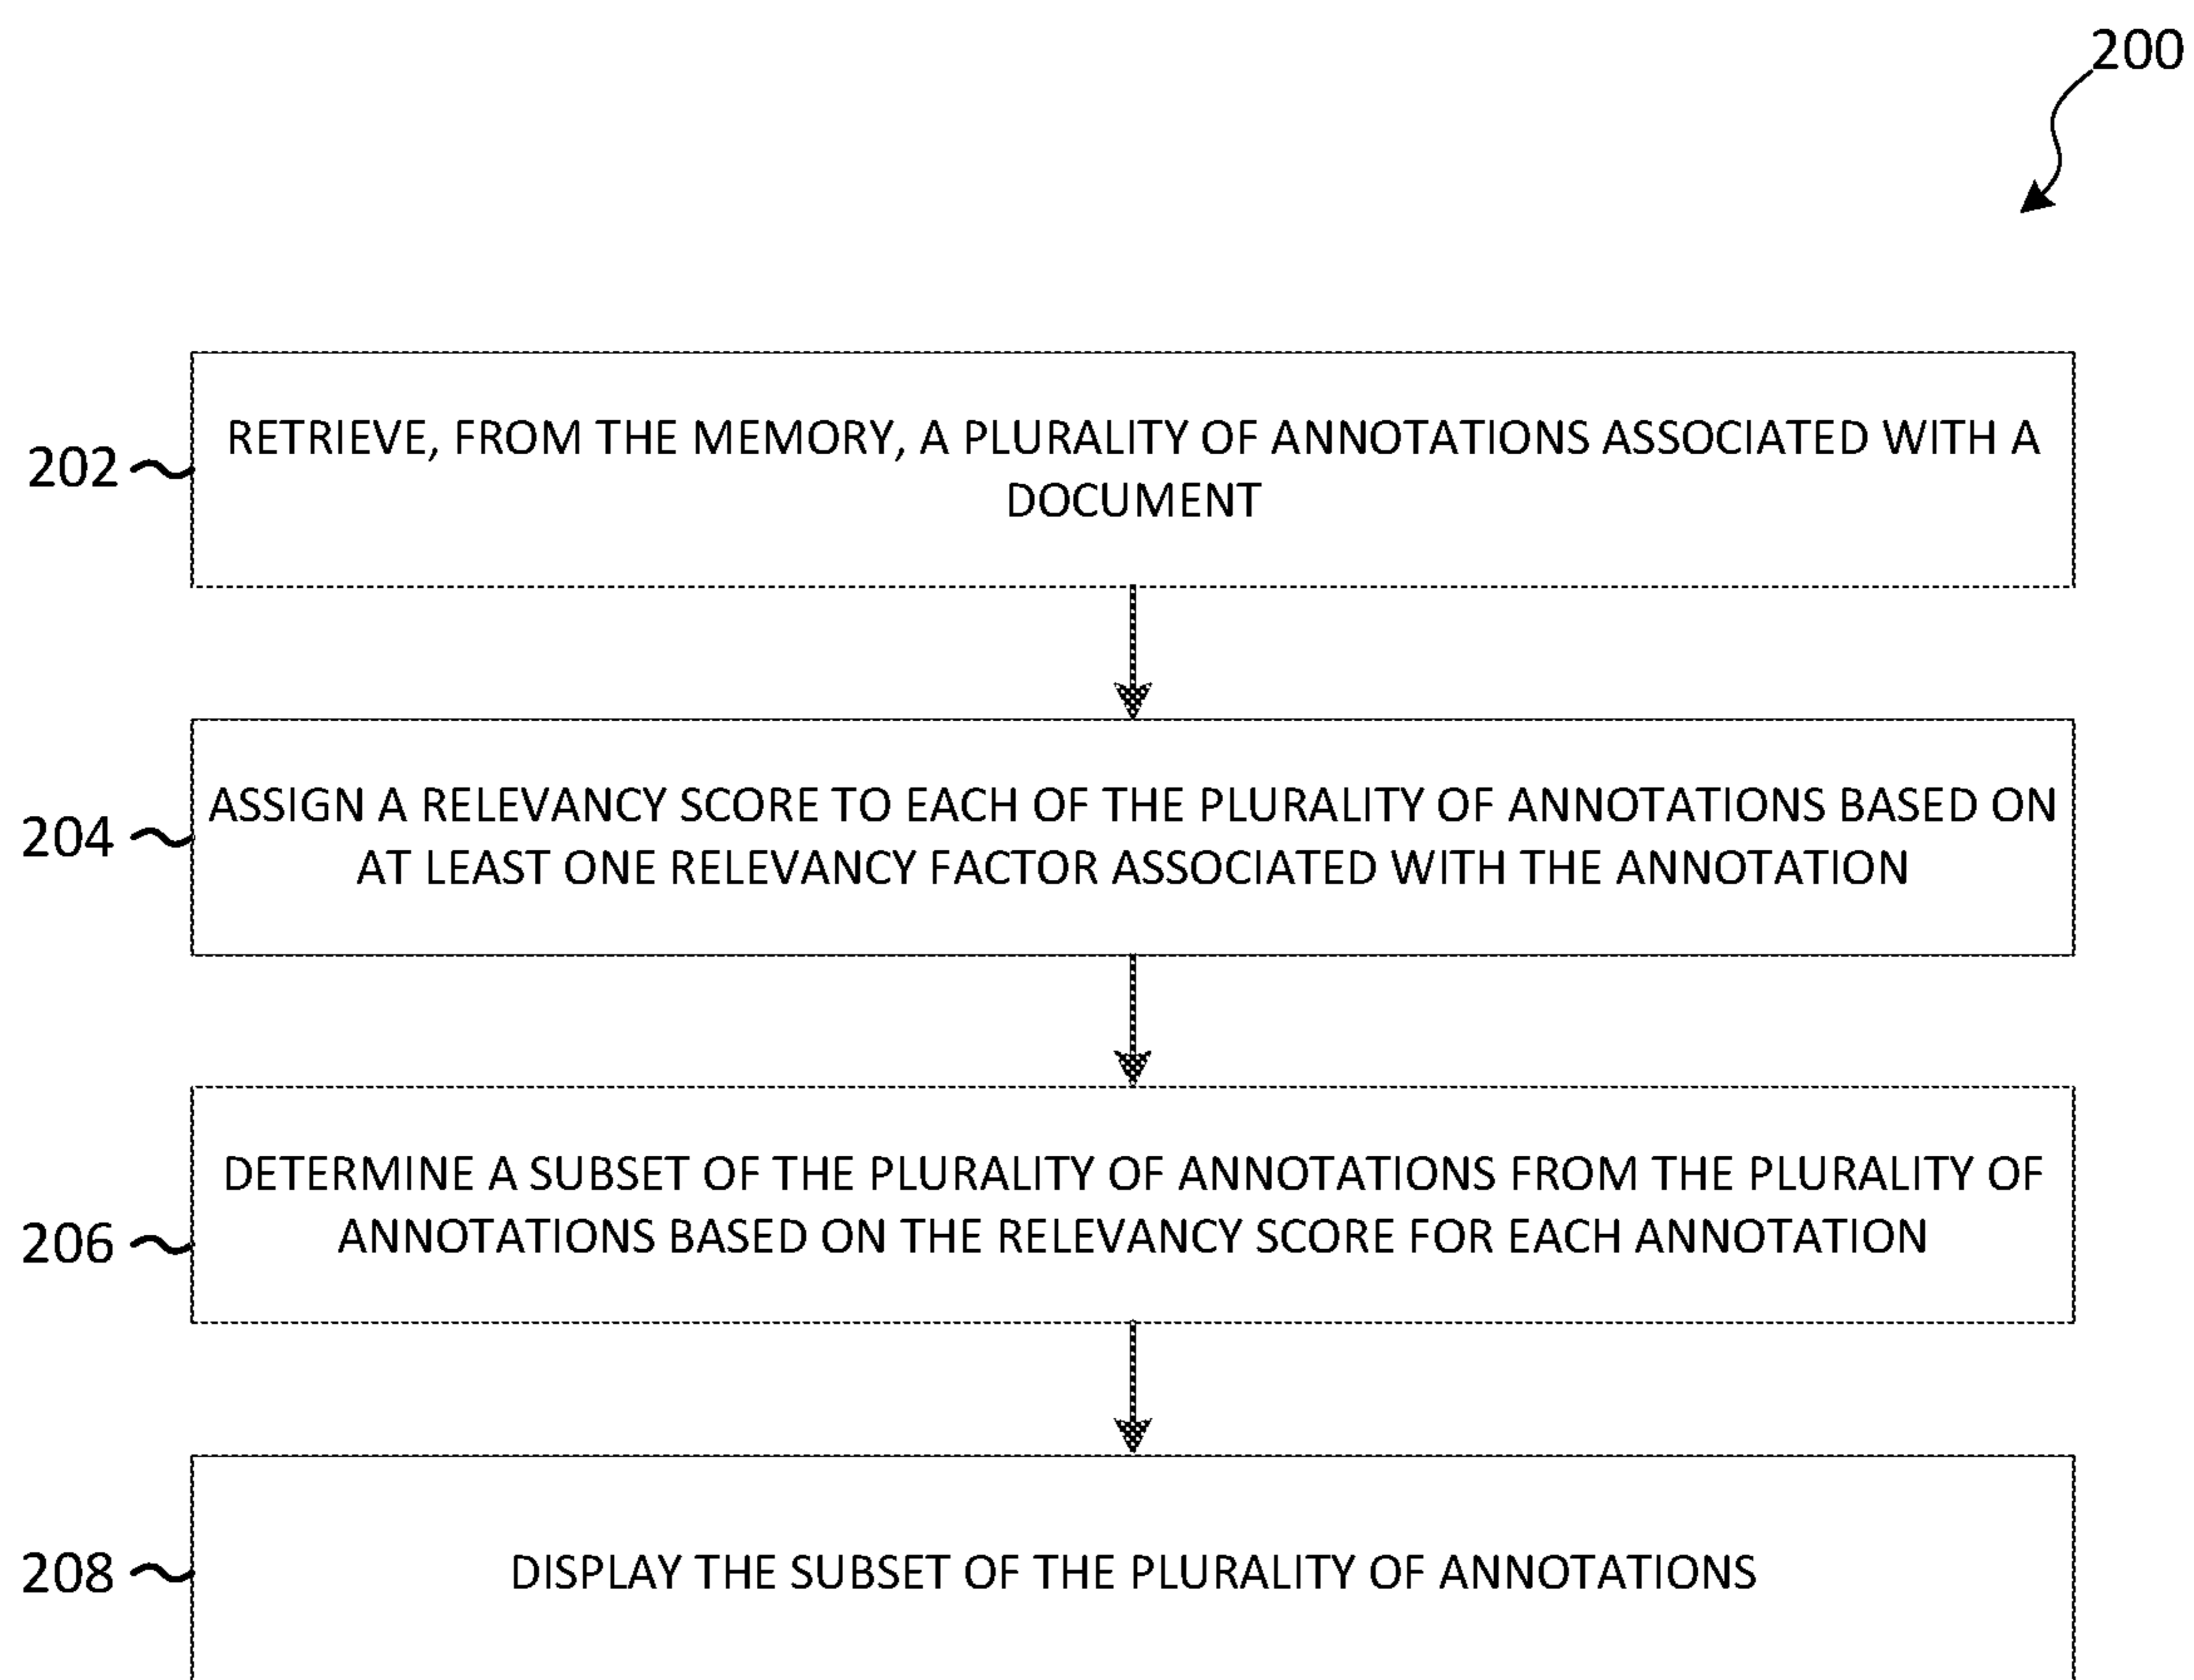 200
202
RETRIEVE, FROM THE MEMORY, A PLURALITY OF ANNOTATIONS ASSOCIATED WITH A
DOCUMENT
204
ASSIGN A RELEVANCY SCORE TO EACH OF THE PLURALITY OF ANNOTATIONS BASED ON
AT LEAST ONE RELEVANCY FACTOR ASSOCIATED WITH THE ANNOTATION
206
DETERMINE A SUBSET OF THE PLURALITY OF ANNOTATIONS FROM THE PLURALITY OF
ANNOTATIONS BASED ON THE RELEVANCY SCORE FOR EACH ANNOTATION
208
DISPLAY THE SUBSET OF THE PLURALITY OF ANNOTATIONS